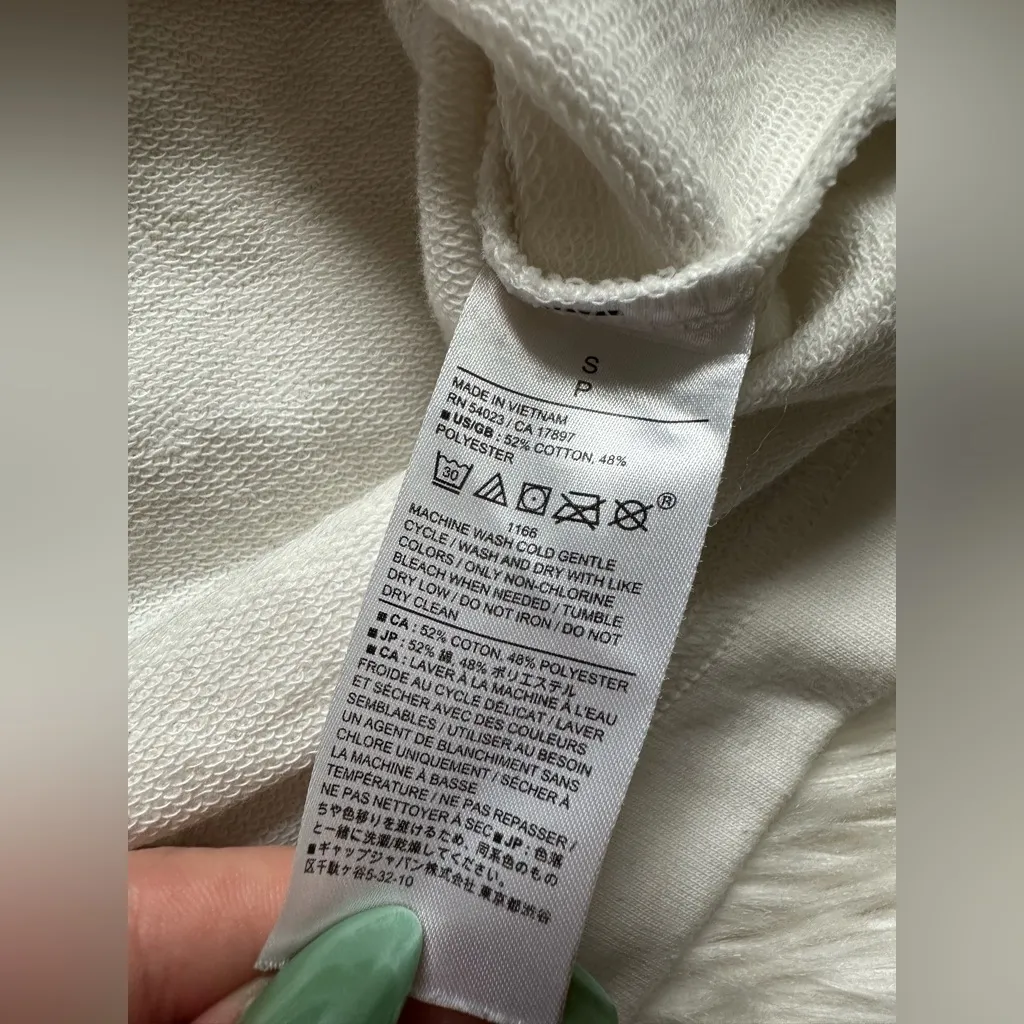 S
P
MADE IN VIETNAM
RN 54023 / CA 17897
■ US/GB : 52% COTTON, 48%
POLYESTER
30
®
1166
MACHINE WASH COLD GENTLE
CYCLE / WASH AND DRY WITH LIKE
COLORS / ONLY NON-CHLORINE
BLEACH WHEN NEEDED / TUMBLE
DRY LOW / DO NOT IRON / DO NOT
DRY CLEAN
■ CA : 52% COTON, 48% POLYESTER
■ JP : 52% 綿, 48% ポリエステル
■ CA : LAVER À LA MACHINE À L'EAU
FROIDE AU CYCLE DÉLICAT / LAVER
ET SÉCHER AVEC DES COULEURS
SEMBLABLES / UTILISER AU BESOIN
UN AGENT DE BLANCHIMENT SANS
CHLORE UNIQUEMENT / SÉCHER À
LA MACHINE À BASSE
TEMPÉRATURE / NE PAS REPASSER /
NE PAS NETTOYER À SEC ■ JP : 色落
ちや色移りを避けるため、同系色のもの
と一緒に洗濯/乾燥してください。
■ ギャップジャパン株式会社 東京都渋谷
区千駄ケ谷5-32-10